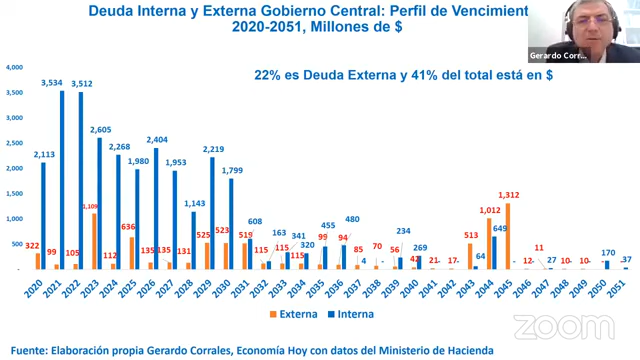 Deuda Interna y Externa Gobierno Central: Perfil de Vencimient
2020-2051, Millones de $
Gerardo Corr...
22% es Deuda Externa y 41% del total está en $
4,000
3,500
3,000
2,500
2,000
1,500
1,000
500
-
322 2,113 99 3,534 105 3,512 1,109 2,605 112 2,268 636 1,980 135 2,404 135 1,953 131 1,143 525 2,219 523 1,799 519 608 115 163 115 341 115 320 99 455 94 480 85 4 70 - 56 234 42 269 21 - 17 - 513 64 1,012 649 1,312 - 12 - 11 27 10 - 10 - - 170 - 37
2020 2021 2022 2023 2024 2025 2026 2027 2028 2029 2030 2031 2032 2033 2034 2035 2036 2037 2038 2039 2040 2041 2042 2043 2044 2045 2046 2047 2048 2049 2050 2051
Externa Interna
zoom
Fuente: Elaboración propia Gerardo Corrales, Economía Hoy con datos del Ministerio de Hacienda